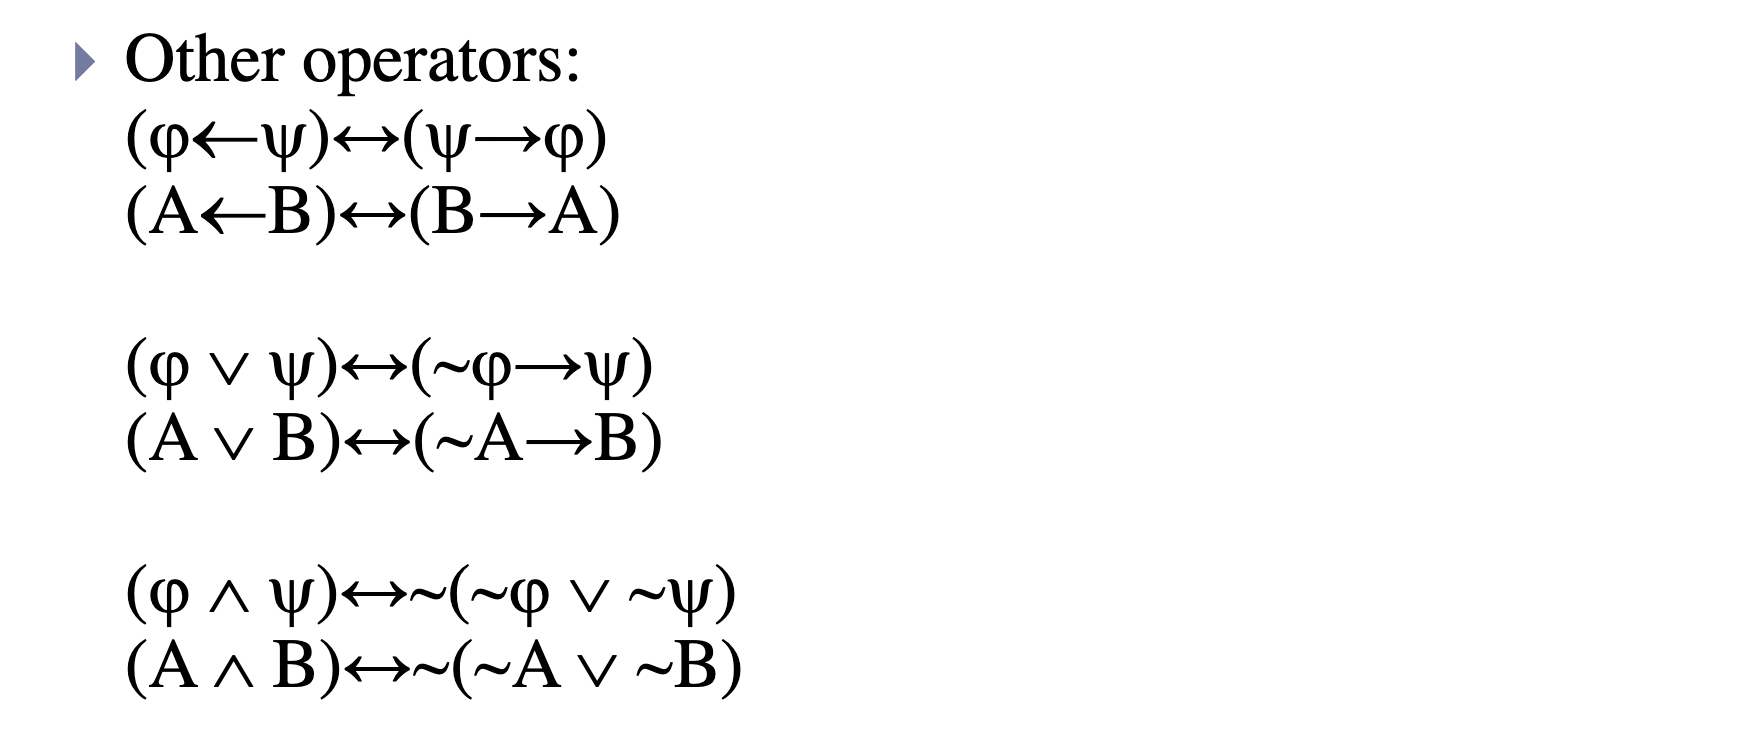 Other operators:
(φ←ψ)↔(ψ→φ)
(A←B)↔(B→A)
(φ ∨ ψ)↔(~φ→ψ)
(A ∨ B)↔(~A→B)
(φ ∧ ψ)↔~(~φ ∨ ~ψ)
(A ∧ B)↔~(~A ∨ ~B)